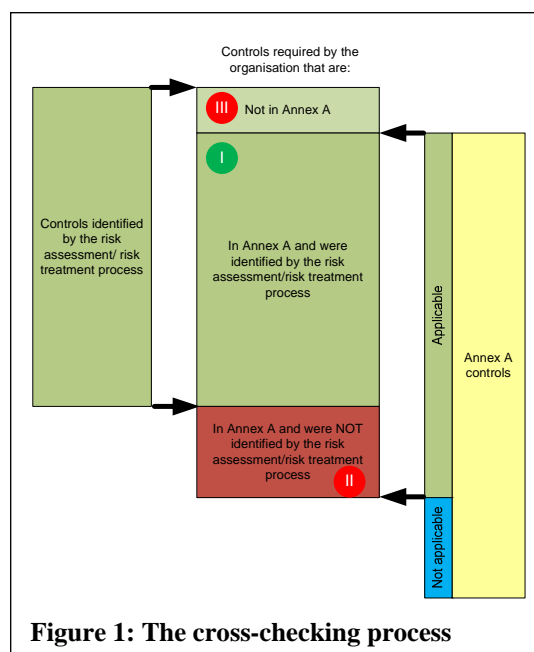 Controls required by the
organisation that are:
III
Not in Annex A
I
Controls identified
by the risk
assessment/ risk
treatment process
In Annex A and were
identified by the risk
assessment/risk treatment
process
Applicable
Annex A
controls
In Annex A and were NOT
identified by the risk
assessment/risk treatment
process
II
Not applicable
Figure 1: The cross-checking process